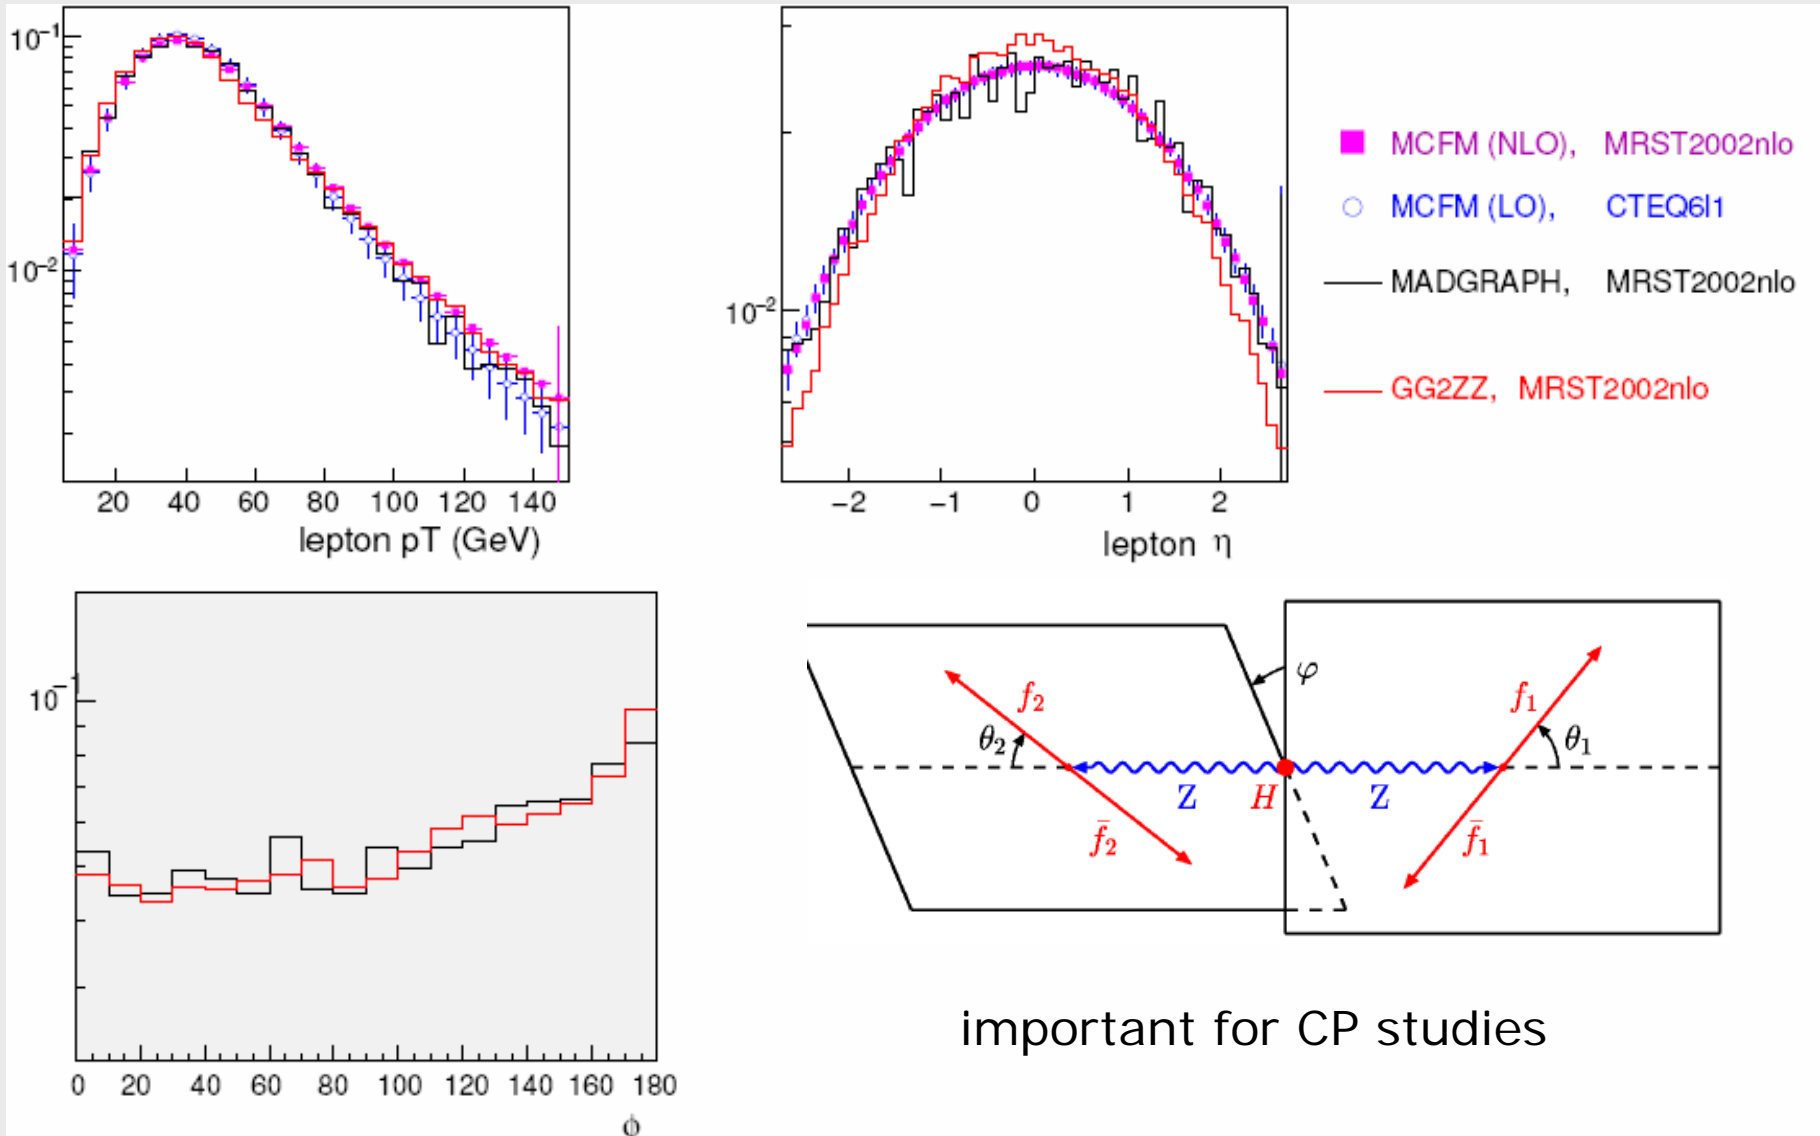 10⁻¹
10⁻²
20 40 60 80 100 120 140
lepton pT (GeV)
10⁻²
−2 −1 0 1 2
lepton η
MCFM (NLO), MRST2002nlo
MCFM (LO), CTEQ6l1
MADGRAPH, MRST2002nlo
GG2ZZ, MRST2002nlo
10⁻¹
0 20 40 60 80 100 120 140 160 180
ϕ
φ
f₂ f₁
θ₂ θ₁
Z H Z
f̄₂ f̄₁
important for CP studies